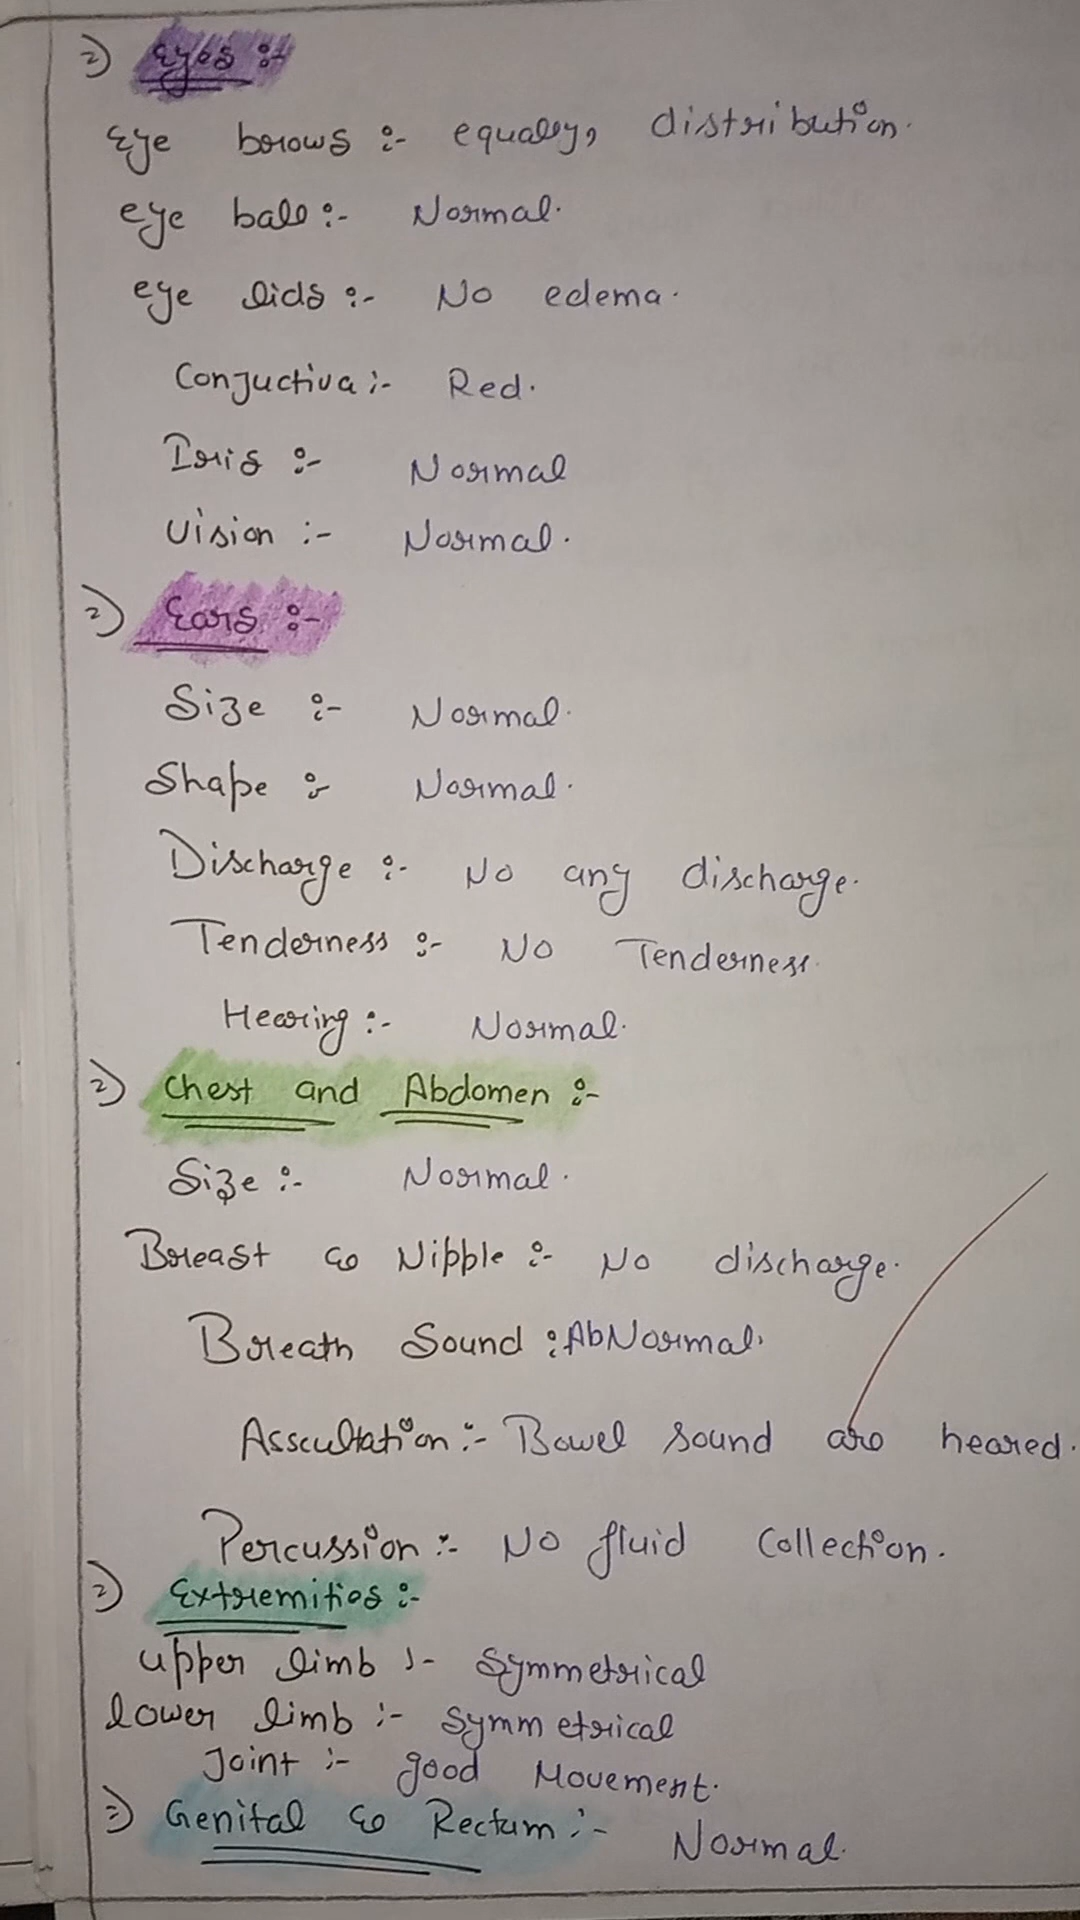 2) Eyes :-
Eye brows :- equaly, distribution.
eye ball :- Normal.
eye lids :- No edema.
Conjuctiva :- Red.
Iris :- Normal
Vision :- Normal.
2) Ears :-
Size :- Normal.
Shape :- Normal.
Discharge :- No any discharge.
Tenderness :- No Tenderness.
Hearing :- Normal.
2) Chest and Abdomen :-
Size :- Normal.
Breast & Nipple :- No discharge.
Breath Sound : AbNormal.
Asscultation :- Bowel sound are heared.
Percussion :- No fluid Collection.
2) Extremities :-
upper limb :- Symmetrical
lower limb :- Symmetrical
Joint :- good Movement.
2) Genital & Rectum :- Normal.